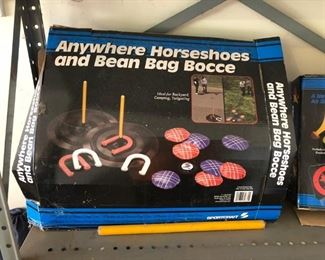 Anywhere Horseshoes
and Bean Bag Bocce
Ideal for Backyard
Camping, Tailgating
SPORTCRAFT
Anywhere Horseshoes
and Bean Bag Bocce